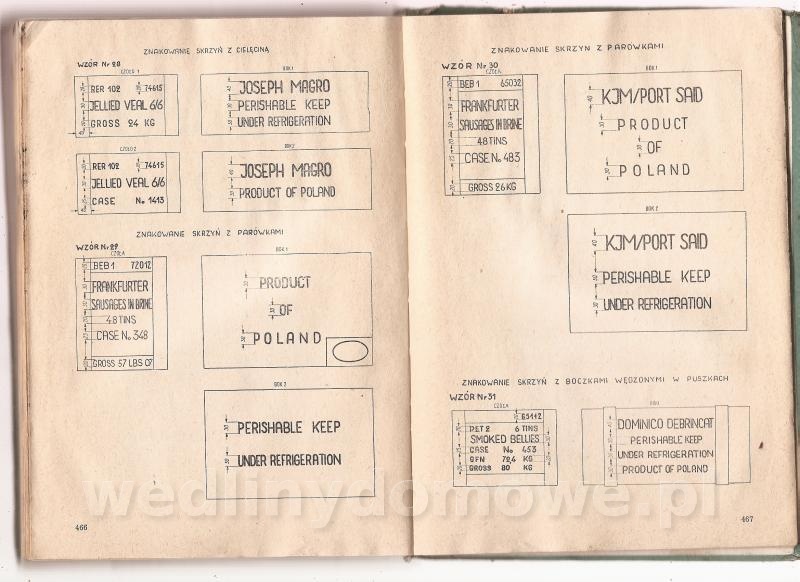 ZNAKOWANIE SKRZYŃ Z CIELĘCINĄ
WZÓR Nr 28
CZOŁO 1
RER 102 74615
JELLIED VEAL 6/6
GROSS 24 KG
BOK 1
JOSEPH MAGRO
PERISHABLE KEEP
UNDER REFRIGERATION
CZOŁO 2
RER 102 74615
JELLIED VEAL 6/6
CASE No 1413
BOK 2
JOSEPH MAGRO
PRODUCT OF POLAND
ZNAKOWANIE SKRZYŃ Z PARÓWKAMI
WZÓR Nr 29
CZOŁA
BEB 1 72012
FRANKFURTER
SAUSAGES IN BRINE
48 TINS
CASE No 348
GROSS 57 LBS 07
BOK 1
PRODUCT
OF
POLAND
BOK 2
PERISHABLE KEEP
UNDER REFRIGERATION
466
ZNAKOWANIE SKRZYŃ Z PARÓWKAMI
WZÓR Nr 30
CZOŁA
BEB 1 65032
FRANKFURTER
SAUSAGES IN BRINE
48 TINS
CASE No 483
GROSS 26 KG
BOK 1
KJM/PORT SAID
PRODUCT
OF
POLAND
BOK 2
KJM/PORT SAID
PERISHABLE KEEP
UNDER REFRIGERATION
ZNAKOWANIE SKRZYŃ Z BOCZKAMI WĘDZONYMI W PUSZKACH
WZÓR Nr 31
CZOŁA
65112
PET 2 6 TINS
SMOKED BELLIES
CASE No 453
GFN 72,4 KG
GROSS 80 KG
BOKI
DOMINICO DEBRINCAT
PERISHABLE KEEP
UNDER REFRIGERATION
PRODUCT OF POLAND
467
wedlinydomowe.pl